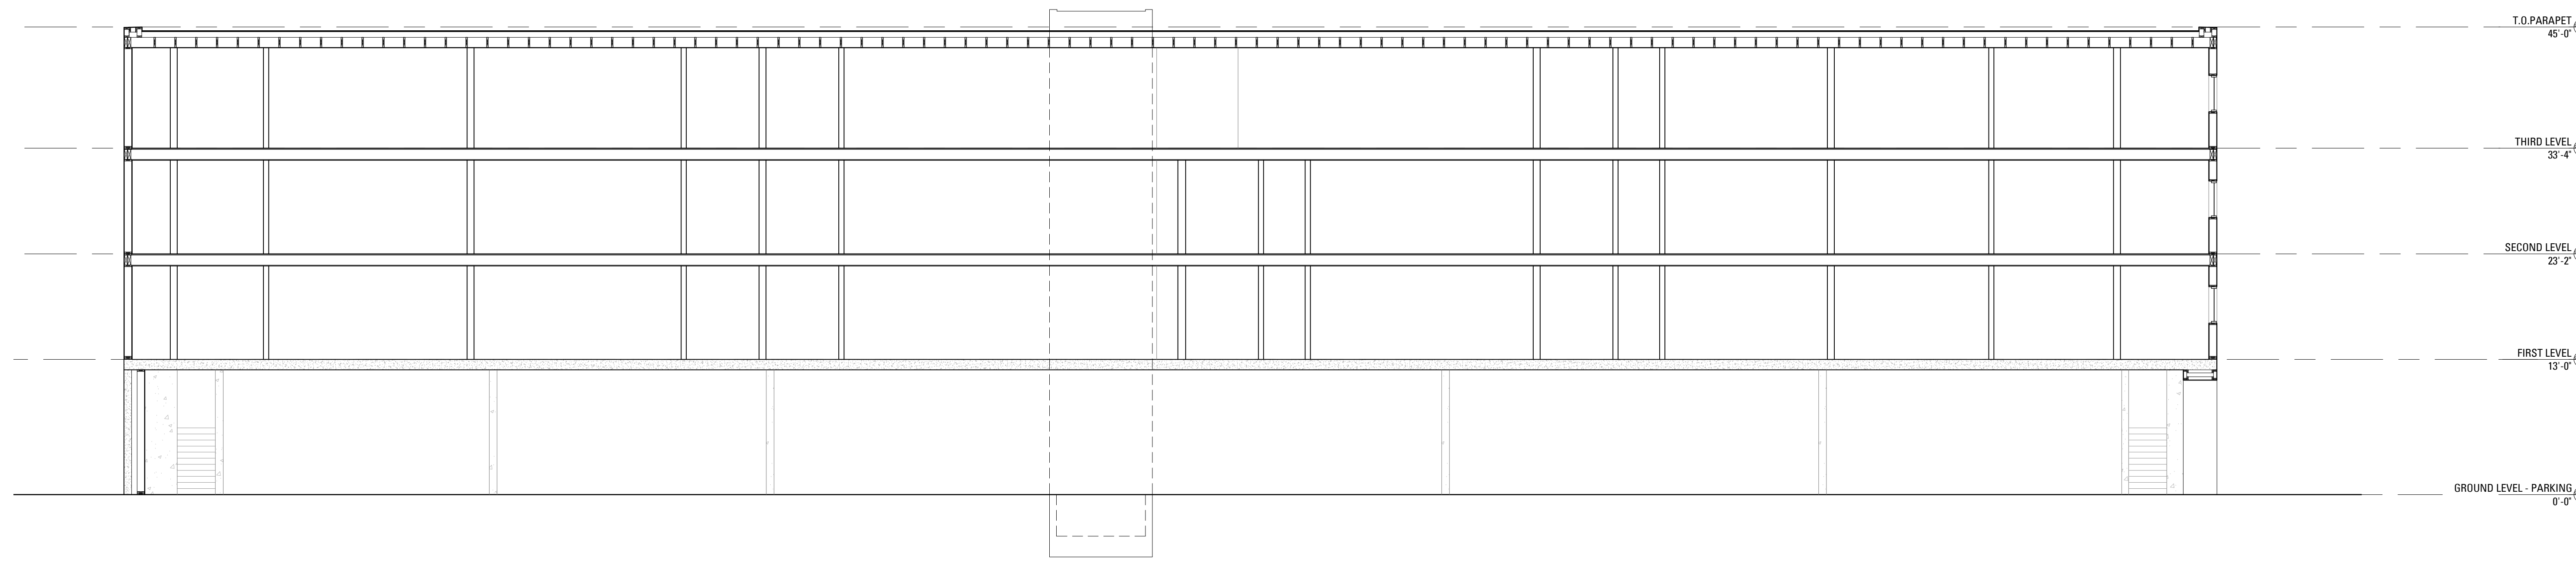 T.O.PARAPET
45'-0"
THIRD LEVEL
33'-4"
SECOND LEVEL
23'-2"
FIRST LEVEL
13'-0"
GROUND LEVEL - PARKING
0'-0"